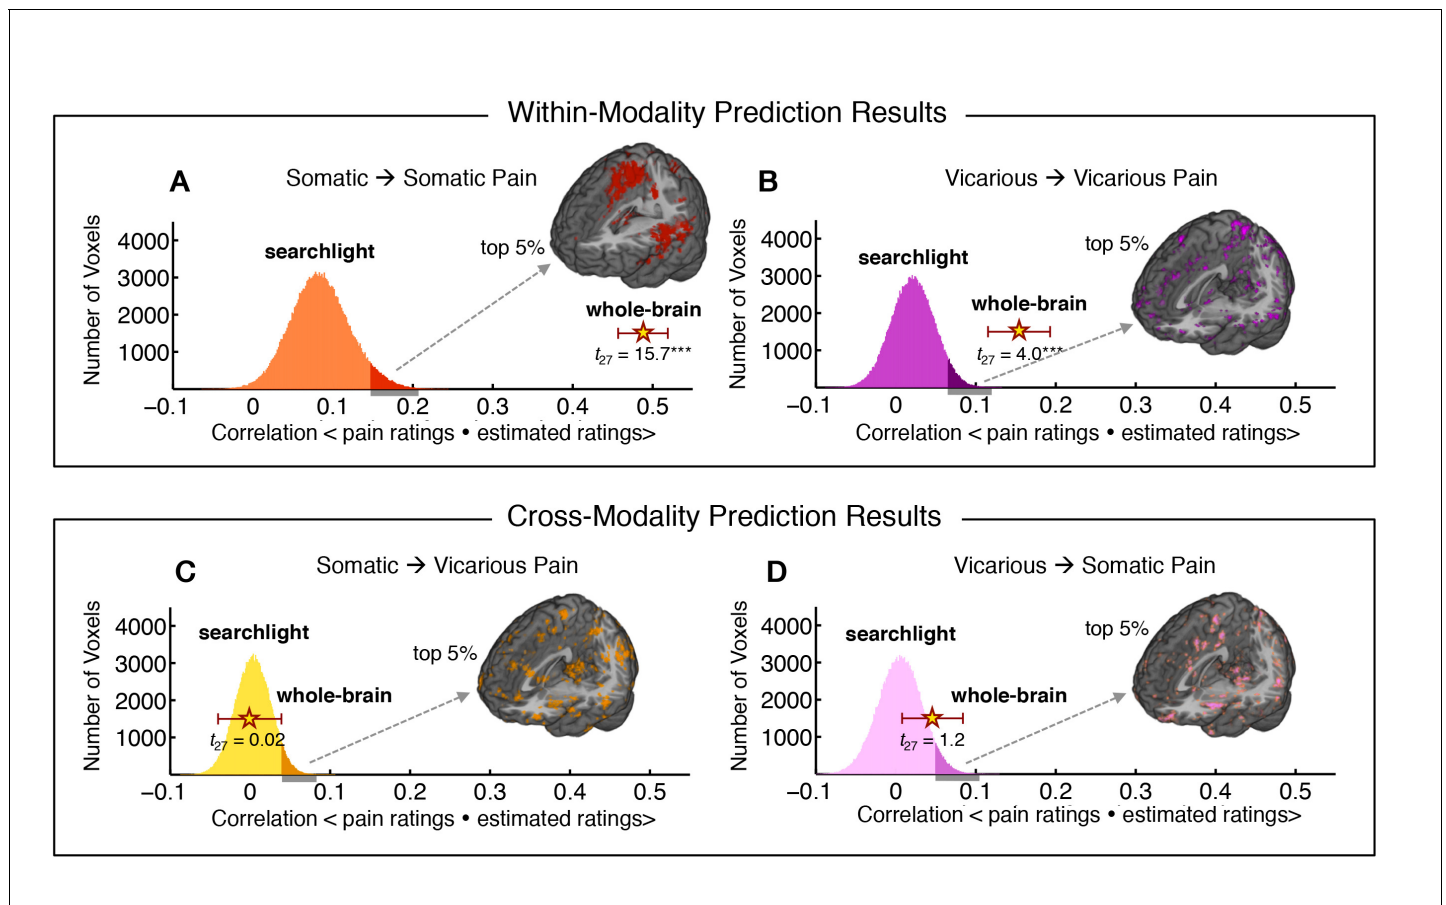 Within-Modality Prediction Results
A
Somatic → Somatic Pain
Number of Voxels
4000
3000
2000
1000
searchlight
top 5%
whole-brain
t27 = 15.7***
–0.1 0 0.1 0.2 0.3 0.4 0.5
Correlation < pain ratings • estimated ratings>
B
Vicarious → Vicarious Pain
Number of Voxels
4000
3000
2000
1000
searchlight
top 5%
whole-brain
t27 = 4.0***
–0.1 0 0.1 0.2 0.3 0.4 0.5
Correlation < pain ratings • estimated ratings>
Cross-Modality Prediction Results
C
Somatic → Vicarious Pain
Number of Voxels
4000
3000
2000
1000
searchlight
top 5%
whole-brain
t27 = 0.02
–0.1 0 0.1 0.2 0.3 0.4 0.5
Correlation < pain ratings • estimated ratings>
D
Vicarious → Somatic Pain
Number of Voxels
4000
3000
2000
1000
searchlight
top 5%
whole-brain
t27 = 1.2
–0.1 0 0.1 0.2 0.3 0.4 0.5
Correlation < pain ratings • estimated ratings>